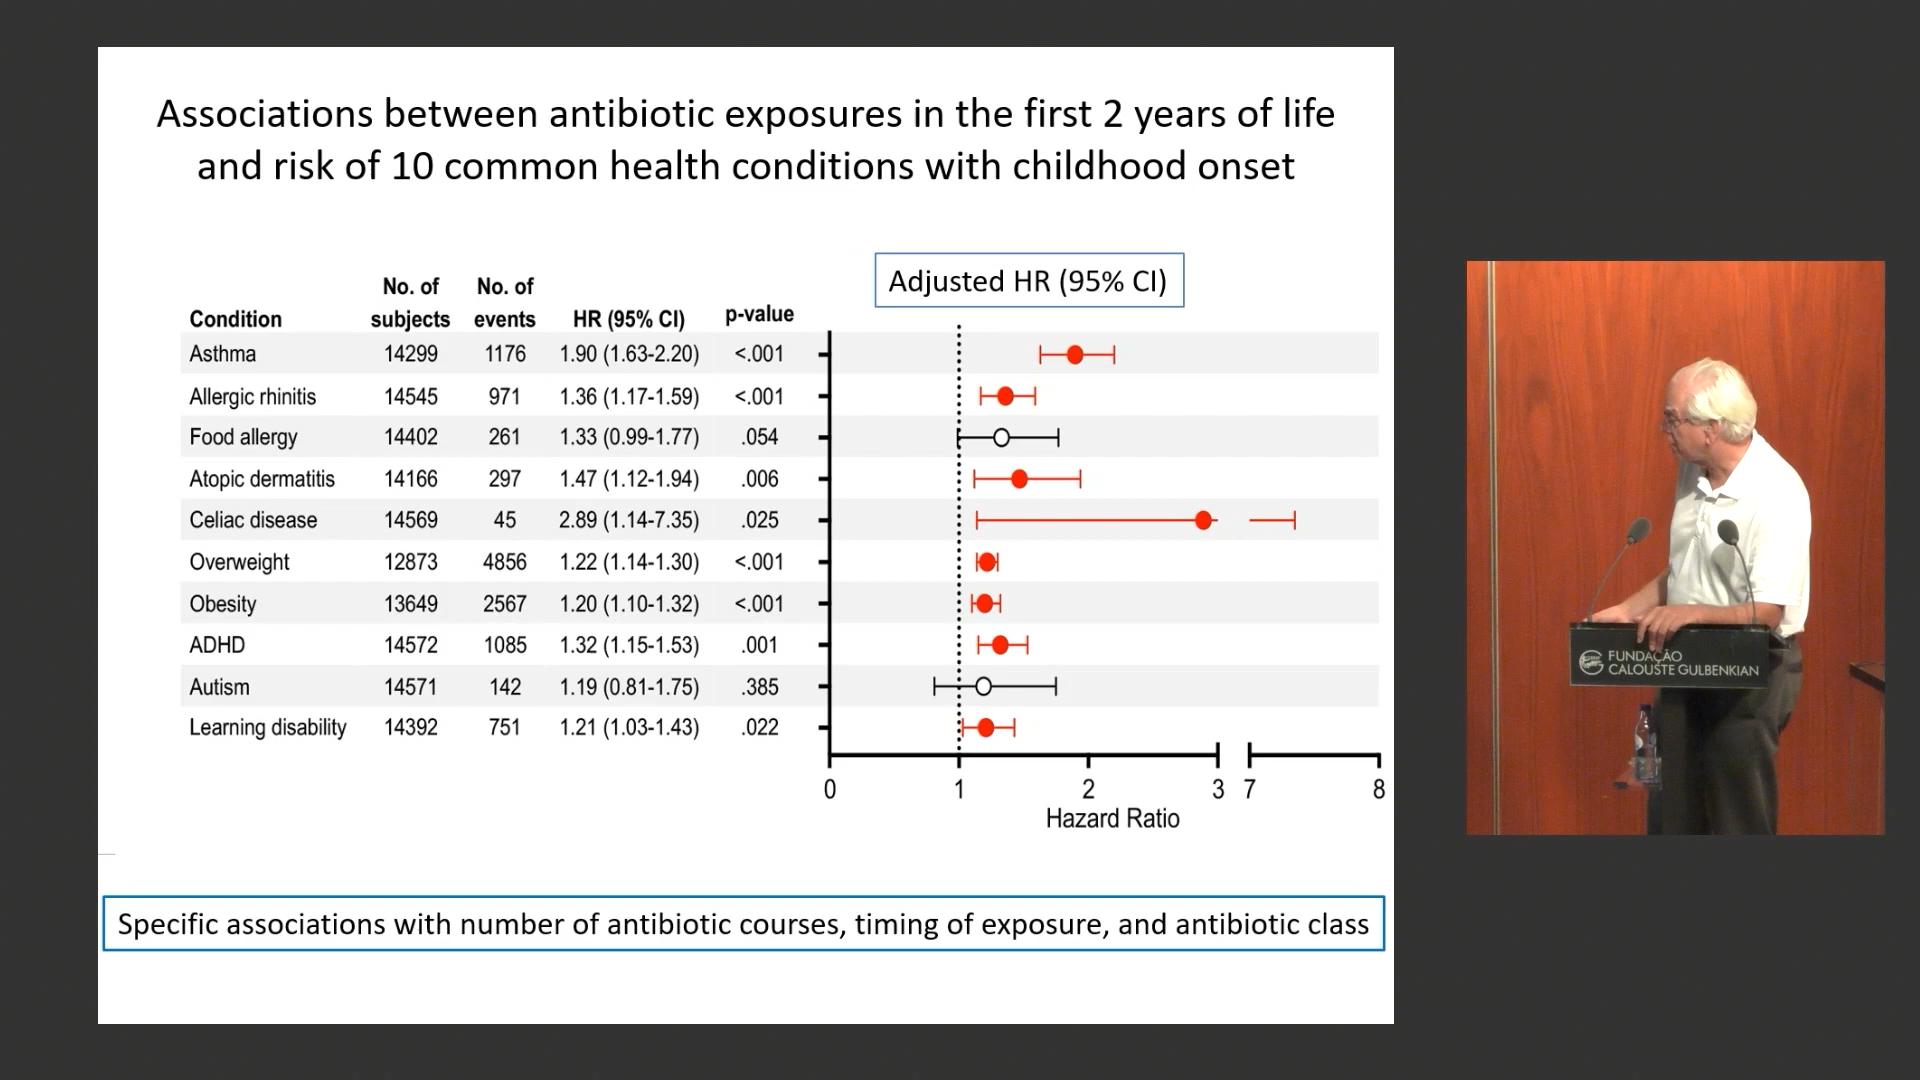 Associations between antibiotic exposures in the first 2 years of life
and risk of 10 common health conditions with childhood onset
Adjusted HR (95% CI)
Condition No. of subjects No. of events HR (95% CI) p-value
Asthma 14299 1176 1.90 (1.63-2.20) <.001
Allergic rhinitis 14545 971 1.36 (1.17-1.59) <.001
Food allergy 14402 261 1.33 (0.99-1.77) .054
Atopic dermatitis 14166 297 1.47 (1.12-1.94) .006
Celiac disease 14569 45 2.89 (1.14-7.35) .025
Overweight 12873 4856 1.22 (1.14-1.30) <.001
Obesity 13649 2567 1.20 (1.10-1.32) <.001
ADHD 14572 1085 1.32 (1.15-1.53) .001
Autism 14571 142 1.19 (0.81-1.75) .385
Learning disability 14392 751 1.21 (1.03-1.43) .022
0 1 2 3 7 8
Hazard Ratio
Specific associations with number of antibiotic courses, timing of exposure, and antibiotic class
FUNDAÇÃO
CALOUSTE GULBENKIAN